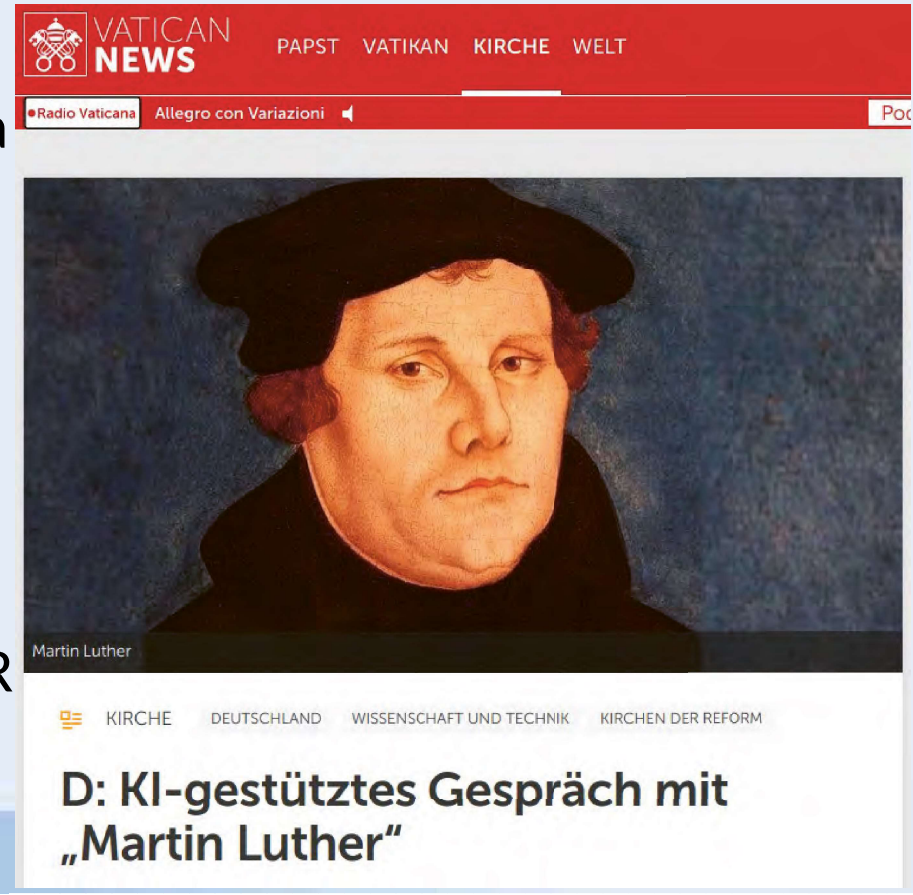 VATICAN
NEWS
PAPST VATIKAN KIRCHE WELT
•Radio Vaticana Allegro con Variazioni
Martin Luther
R
KIRCHE DEUTSCHLAND WISSENSCHAFT UND TECHNIK KIRCHEN DER REFORM
D: KI-gestütztes Gespräch mit
„Martin Luther“